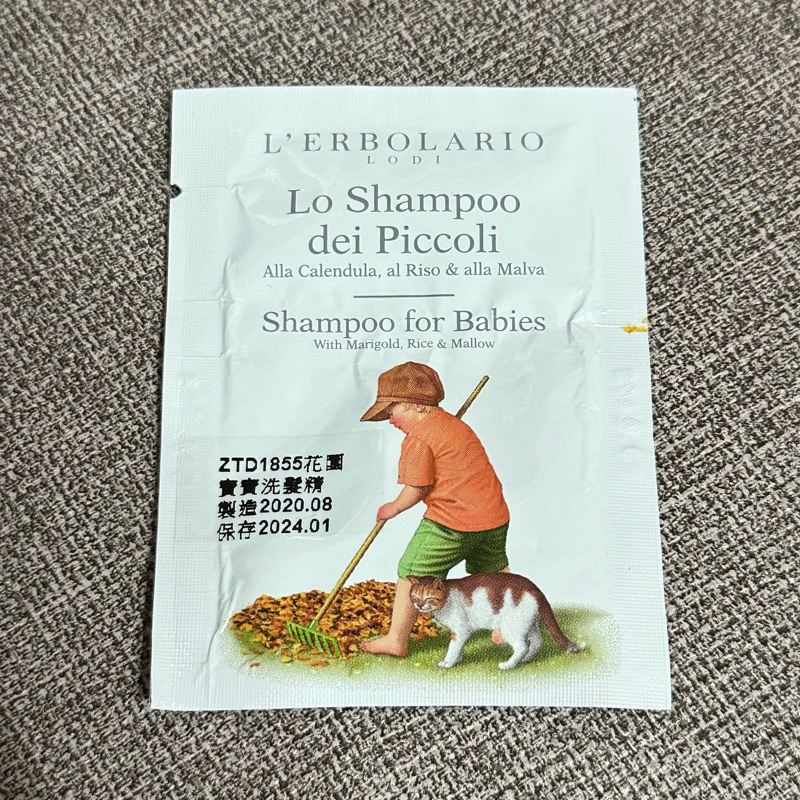 L'ERBOLARIO
LODI
Lo Shampoo
dei Piccoli
Alla Calendula, al Riso & alla Malva
Shampoo for Babies
With Marigold, Rice & Mallow
ZTD1855花園
寶寶洗髮精
製造2020.08
保存2024.01